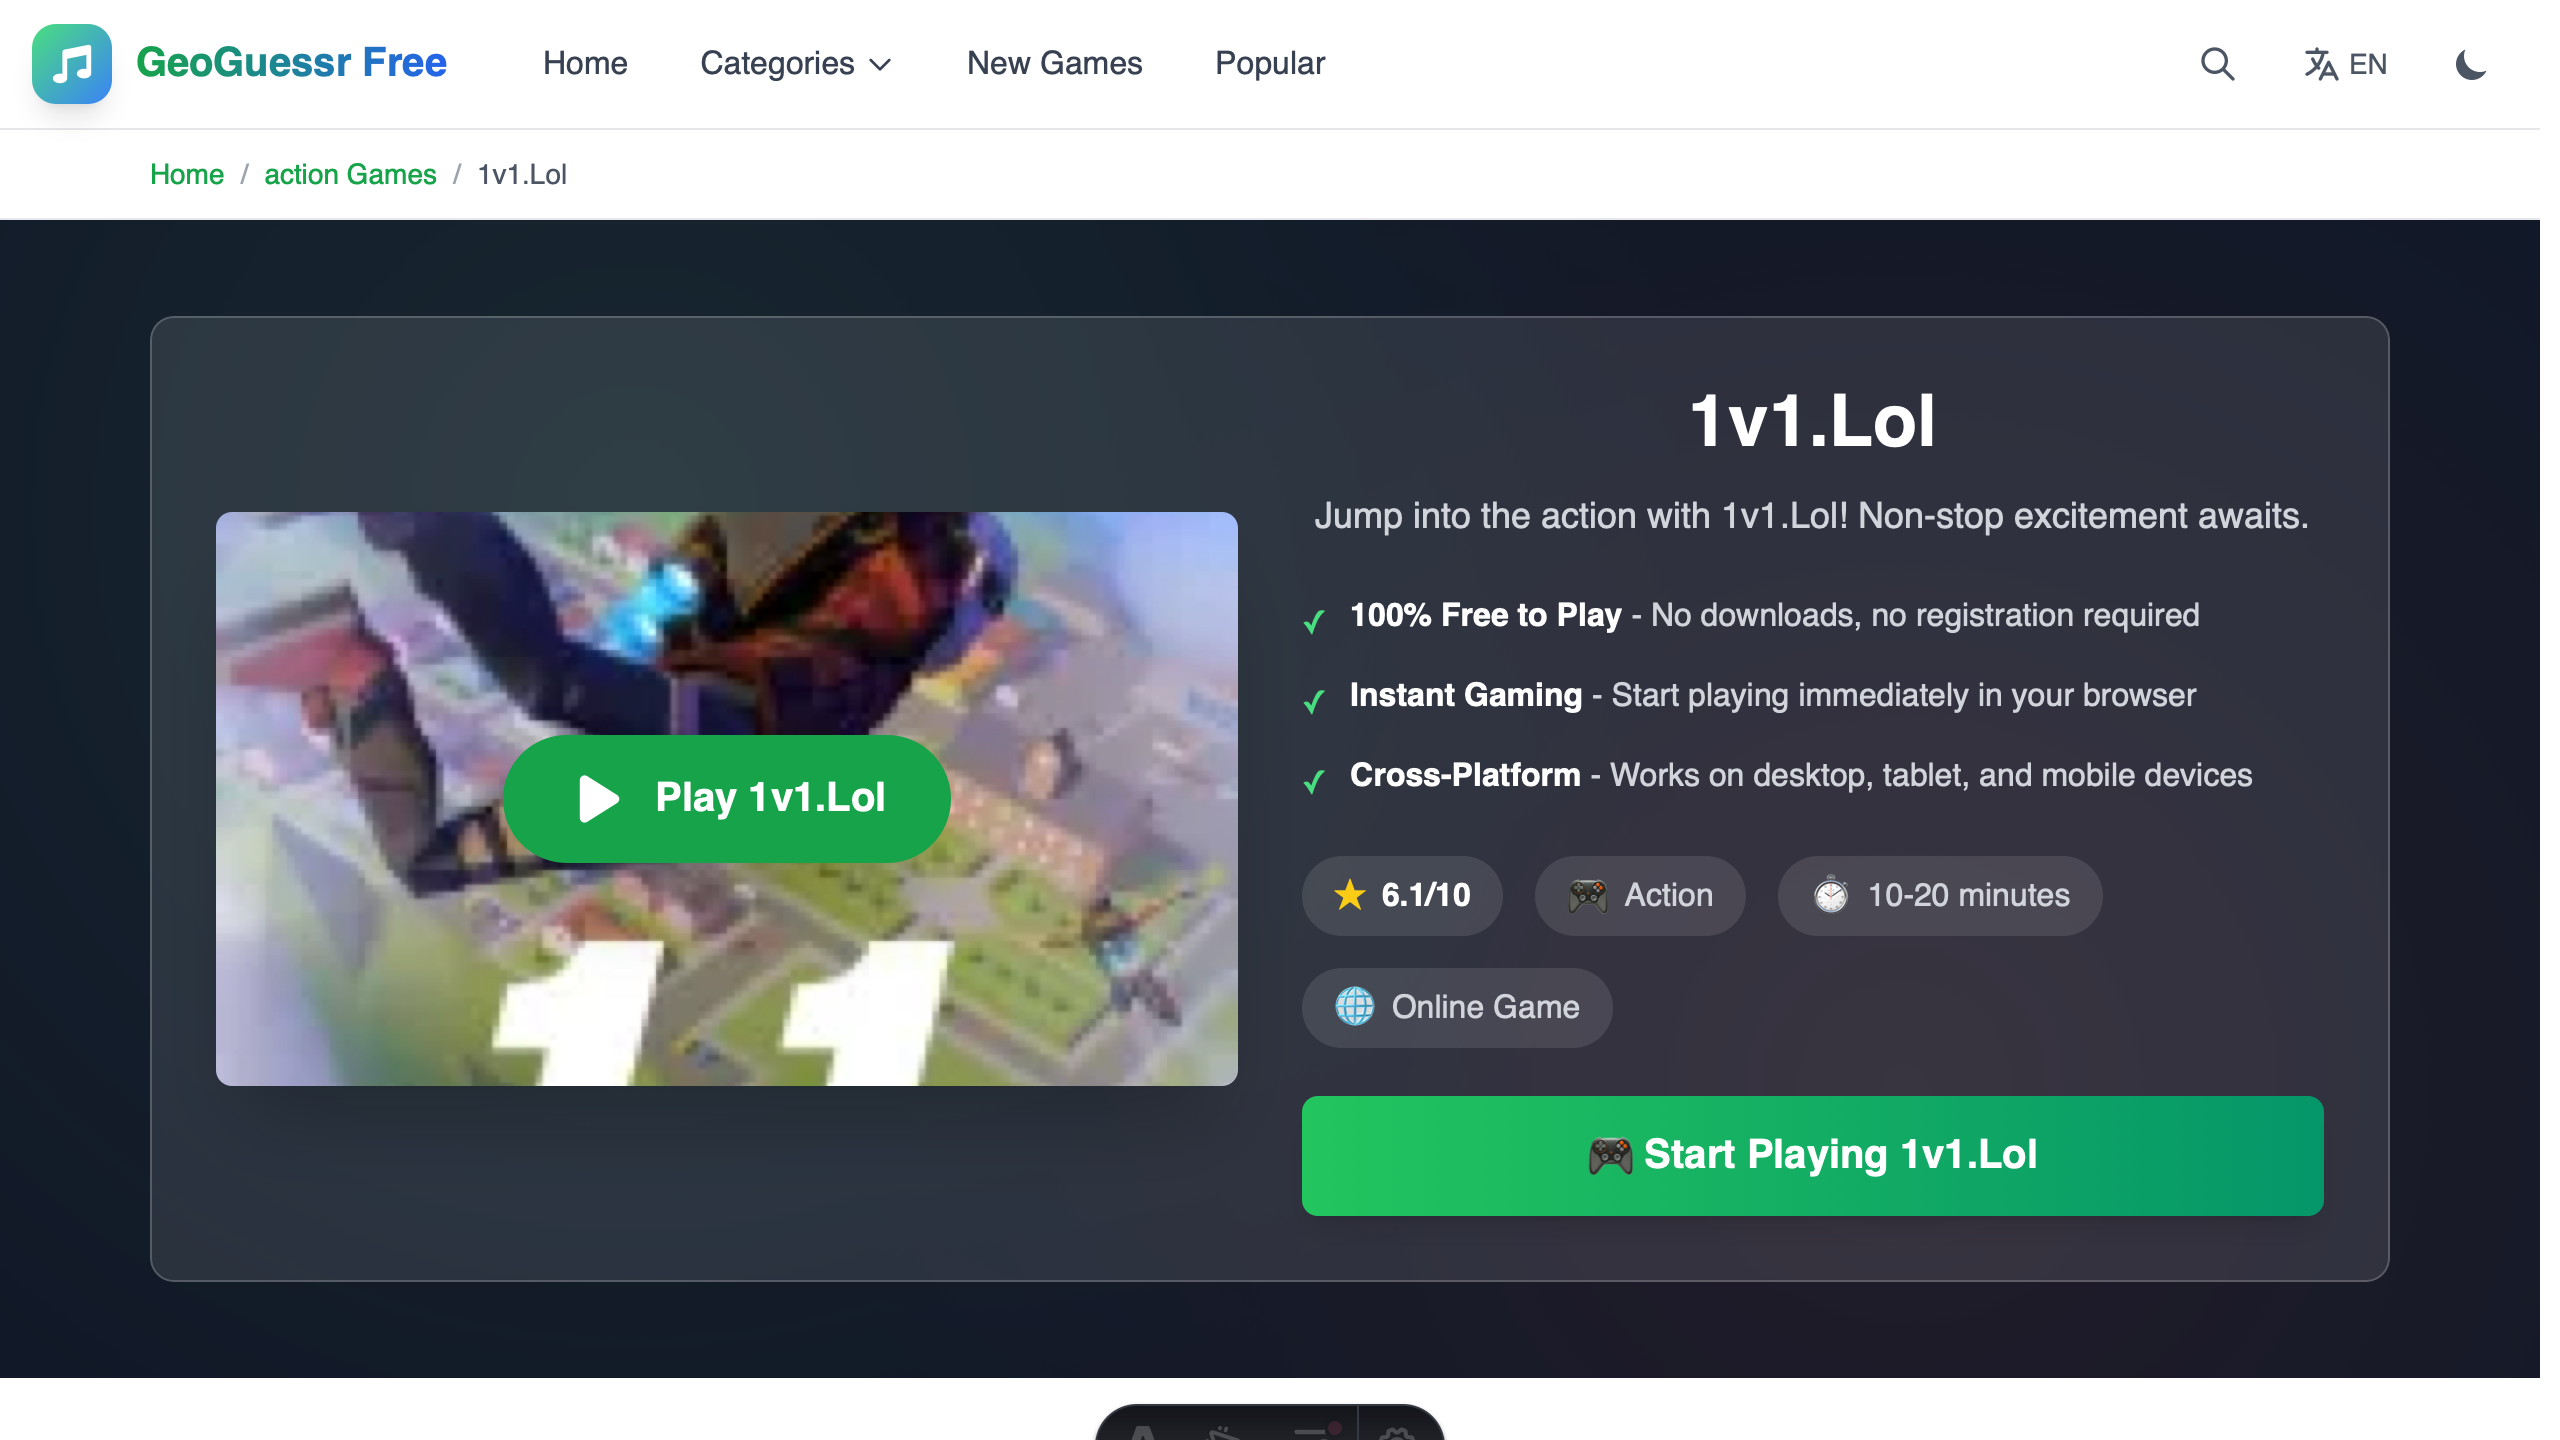 GeoGuessr Free
Home
Categories
New Games
Popular
EN
Home / action Games / 1v1.Lol
1v1.Lol
Jump into the action with 1v1.Lol! Non-stop excitement awaits.
✓ 100% Free to Play - No downloads, no registration required
✓ Instant Gaming - Start playing immediately in your browser
✓ Cross-Platform - Works on desktop, tablet, and mobile devices
Play 1v1.Lol
1 1
6.1/10
Action
10-20 minutes
Online Game
Start Playing 1v1.Lol